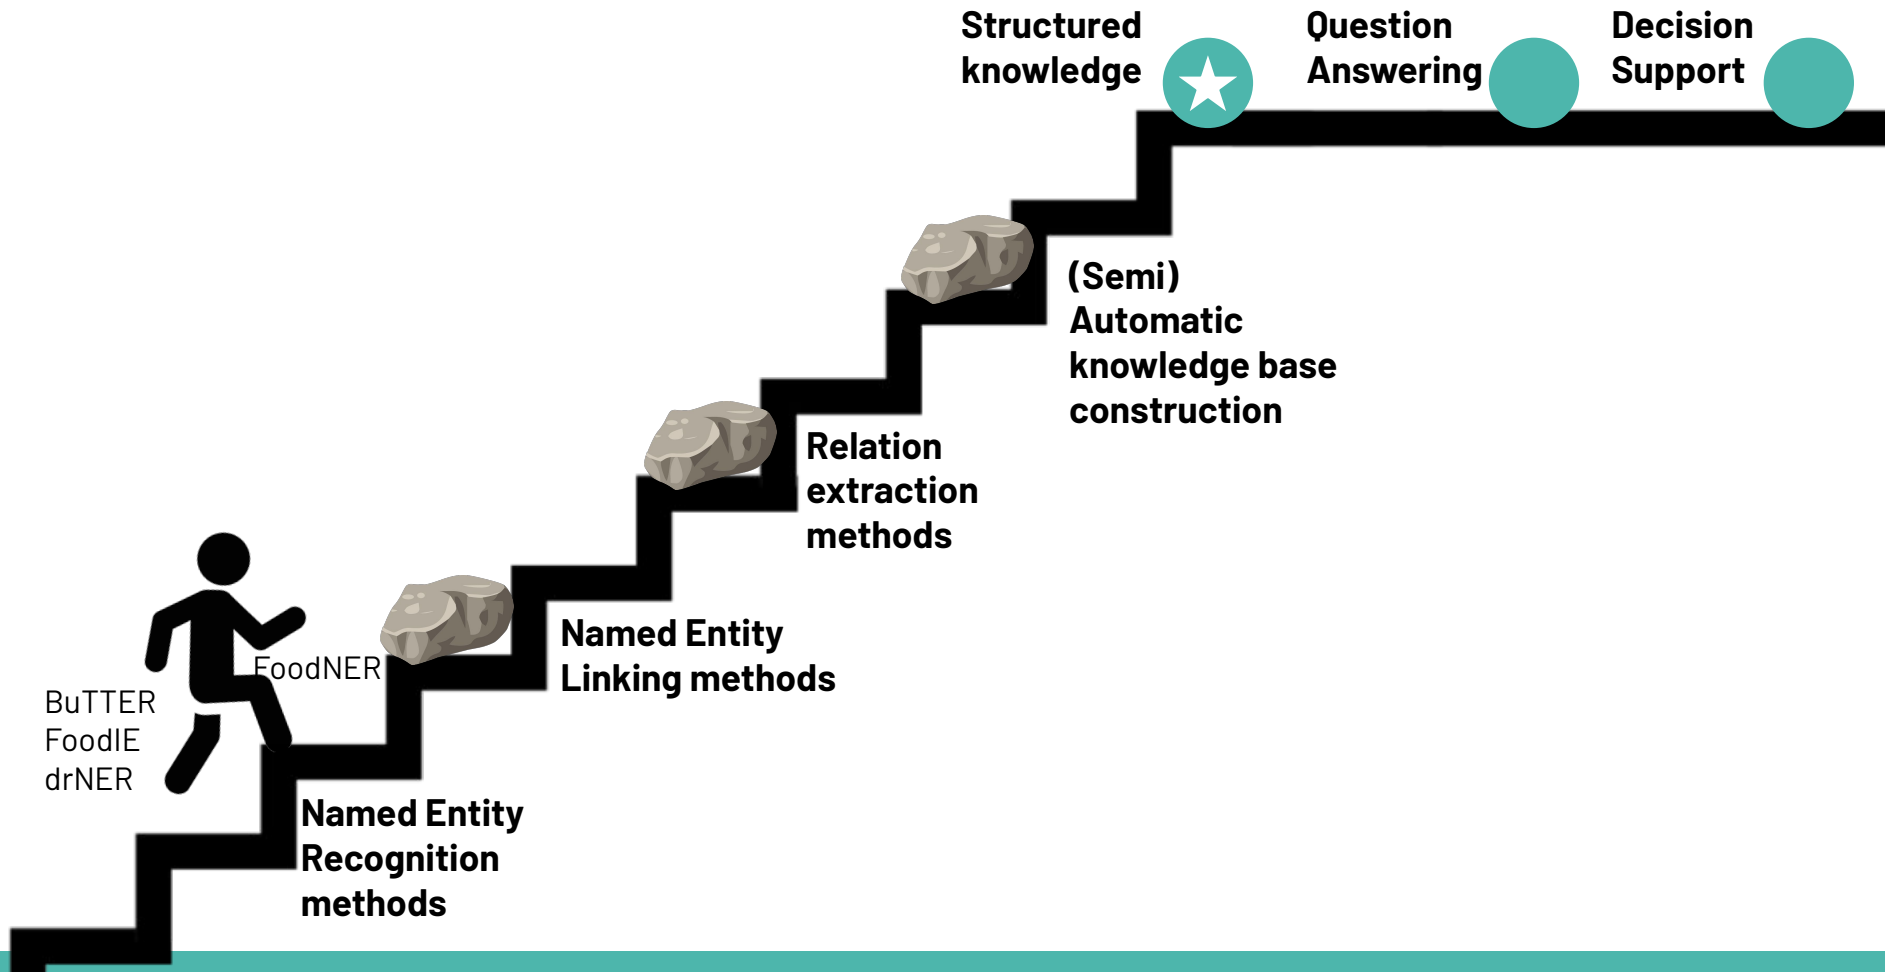 Structured
knowledge
Question
Answering
Decision
Support
(Semi)
Automatic
knowledge base
construction
Relation
extraction
methods
Named Entity
Linking methods
FoodNER
BuTTER
FoodIE
drNER
Named Entity
Recognition
methods